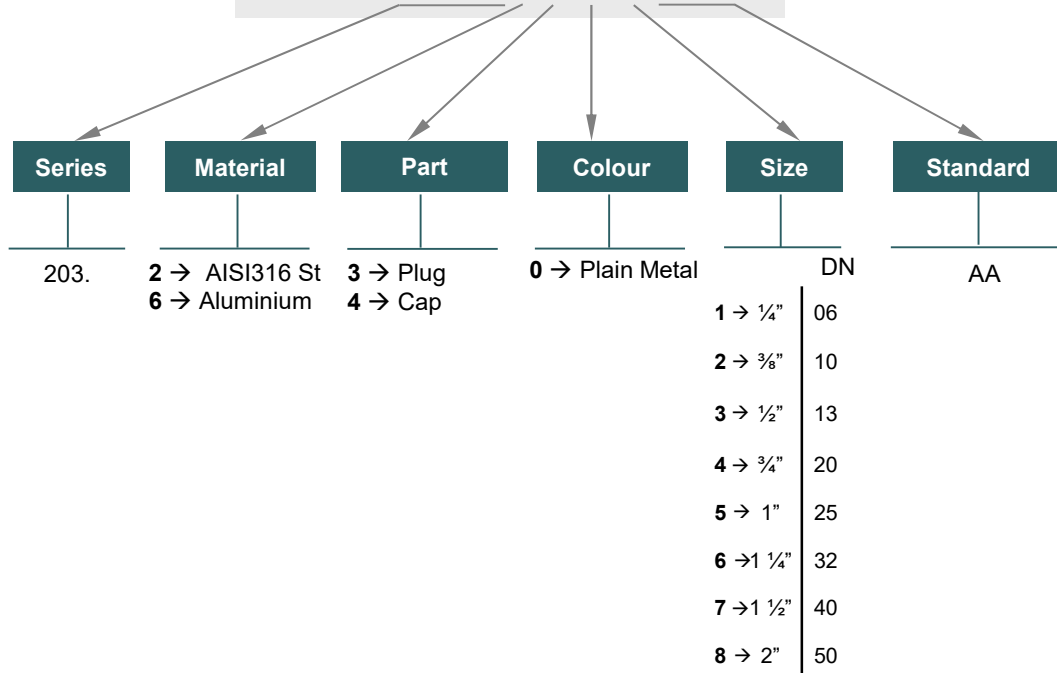 Series Material Part Colour Size Standard
203. 2 → AISI316 St 3 → Plug 0 → Plain Metal DN AA
6 → Aluminium 4 → Cap
1 → ¼” 06
2 → ⅜” 10
3 → ½” 13
4 → ¾” 20
5 → 1” 25
6 →1 ¼” 32
7 →1 ½” 40
8 → 2” 50